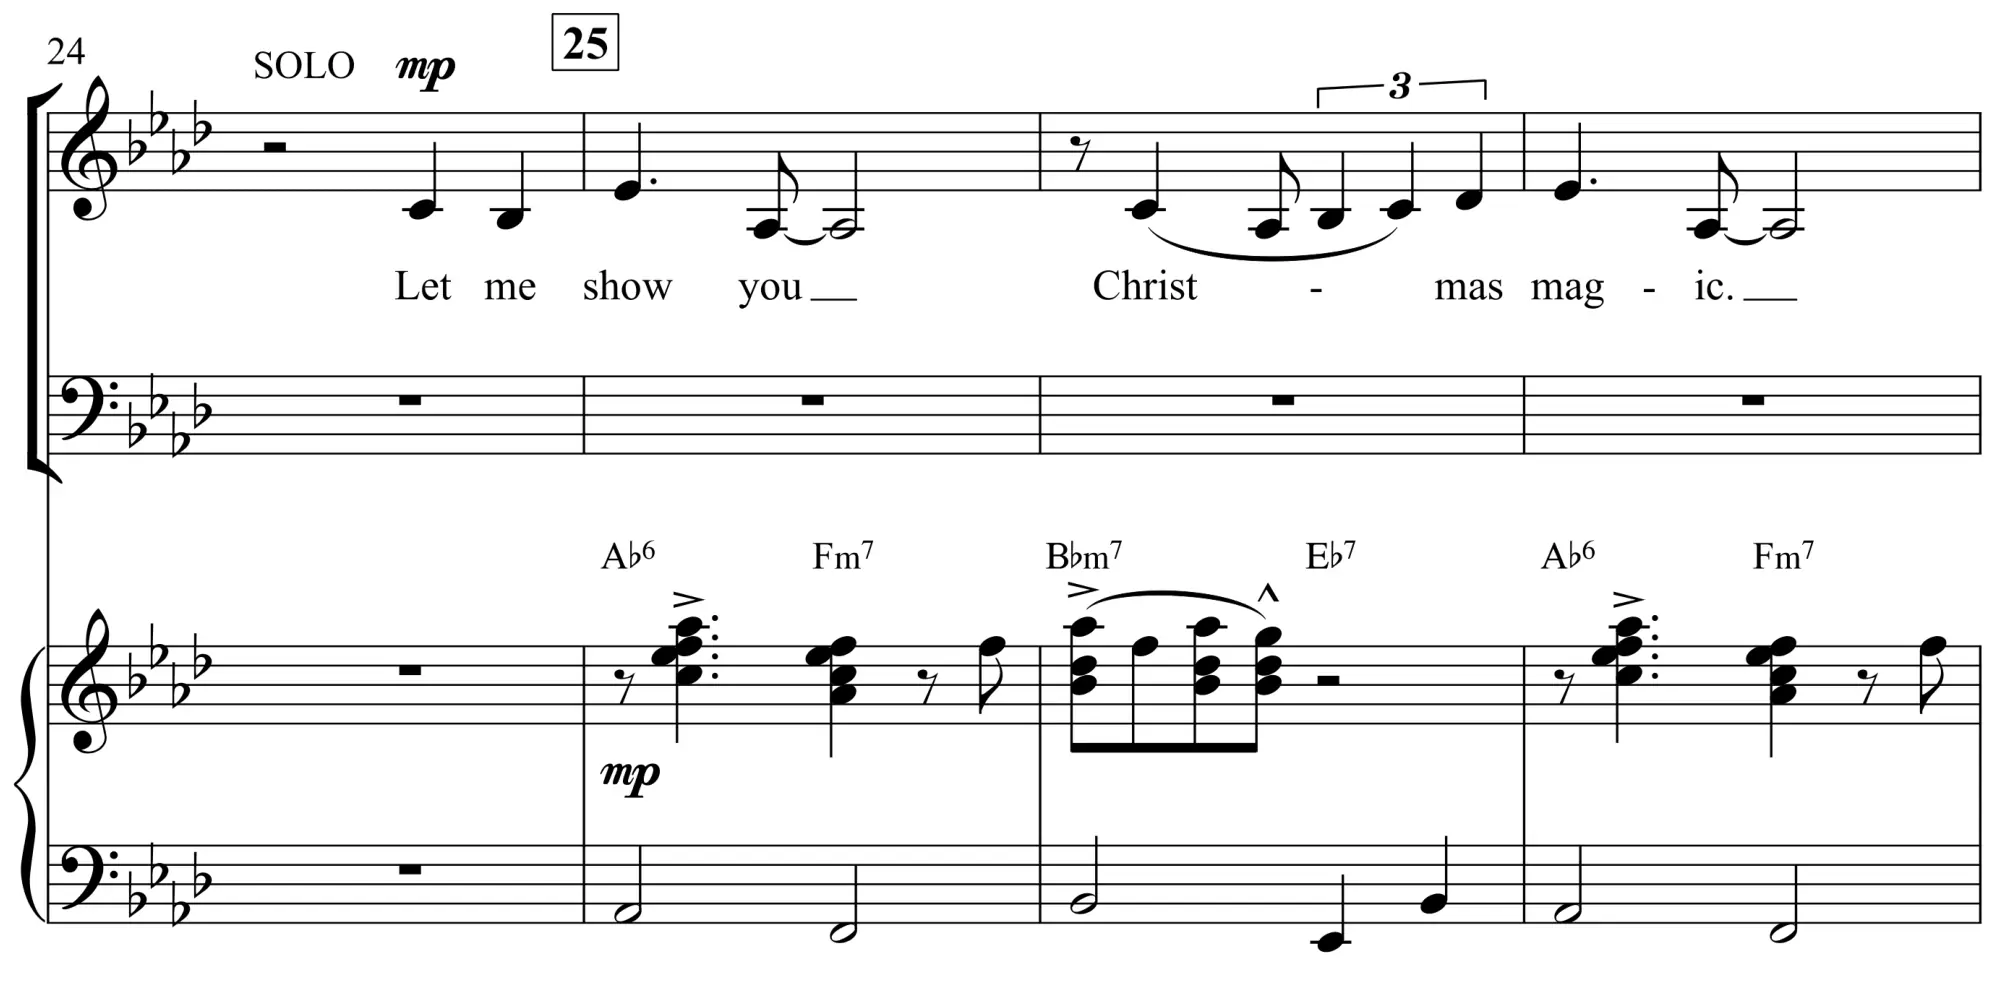 24
SOLO mp
25
3
Let me show you Christ - mas mag - ic.
A♭6 Fm7 B♭m7 E♭7 A♭6 Fm7
mp